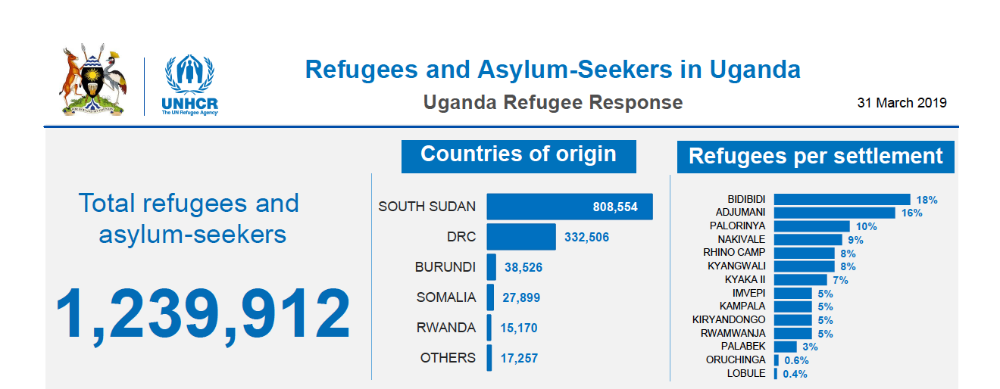 UNHCR
The UN Refugee Agency
Refugees and Asylum-Seekers in Uganda
Uganda Refugee Response
31 March 2019
Total refugees and
asylum-seekers
1,239,912
Countries of origin
SOUTH SUDAN 808,554
DRC 332,506
BURUNDI 38,526
SOMALIA 27,899
RWANDA 15,170
OTHERS 17,257
Refugees per settlement
BIDIBIDI 18%
ADJUMANI 16%
PALORINYA 10%
NAKIVALE 9%
RHINO CAMP 8%
KYANGWALI 8%
KYAKA II 7%
IMVEPI 5%
KAMPALA 5%
KIRYANDONGO 5%
RWAMWANJA 5%
PALABEK 3%
ORUCHINGA 0.6%
LOBULE 0.4%